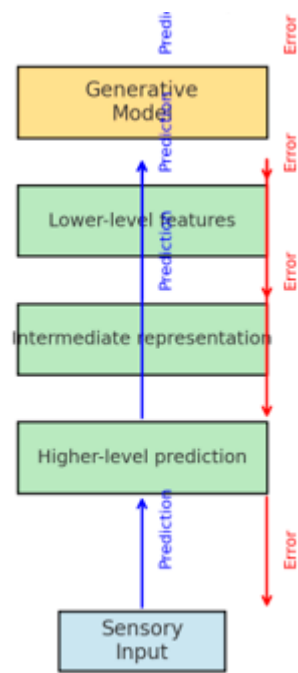 Predi
Error
Generative
Model
Prediction
Error
Lower-level features
Prediction
Error
Intermediate representation
Higher-level prediction
Prediction
Error
Sensory
Input